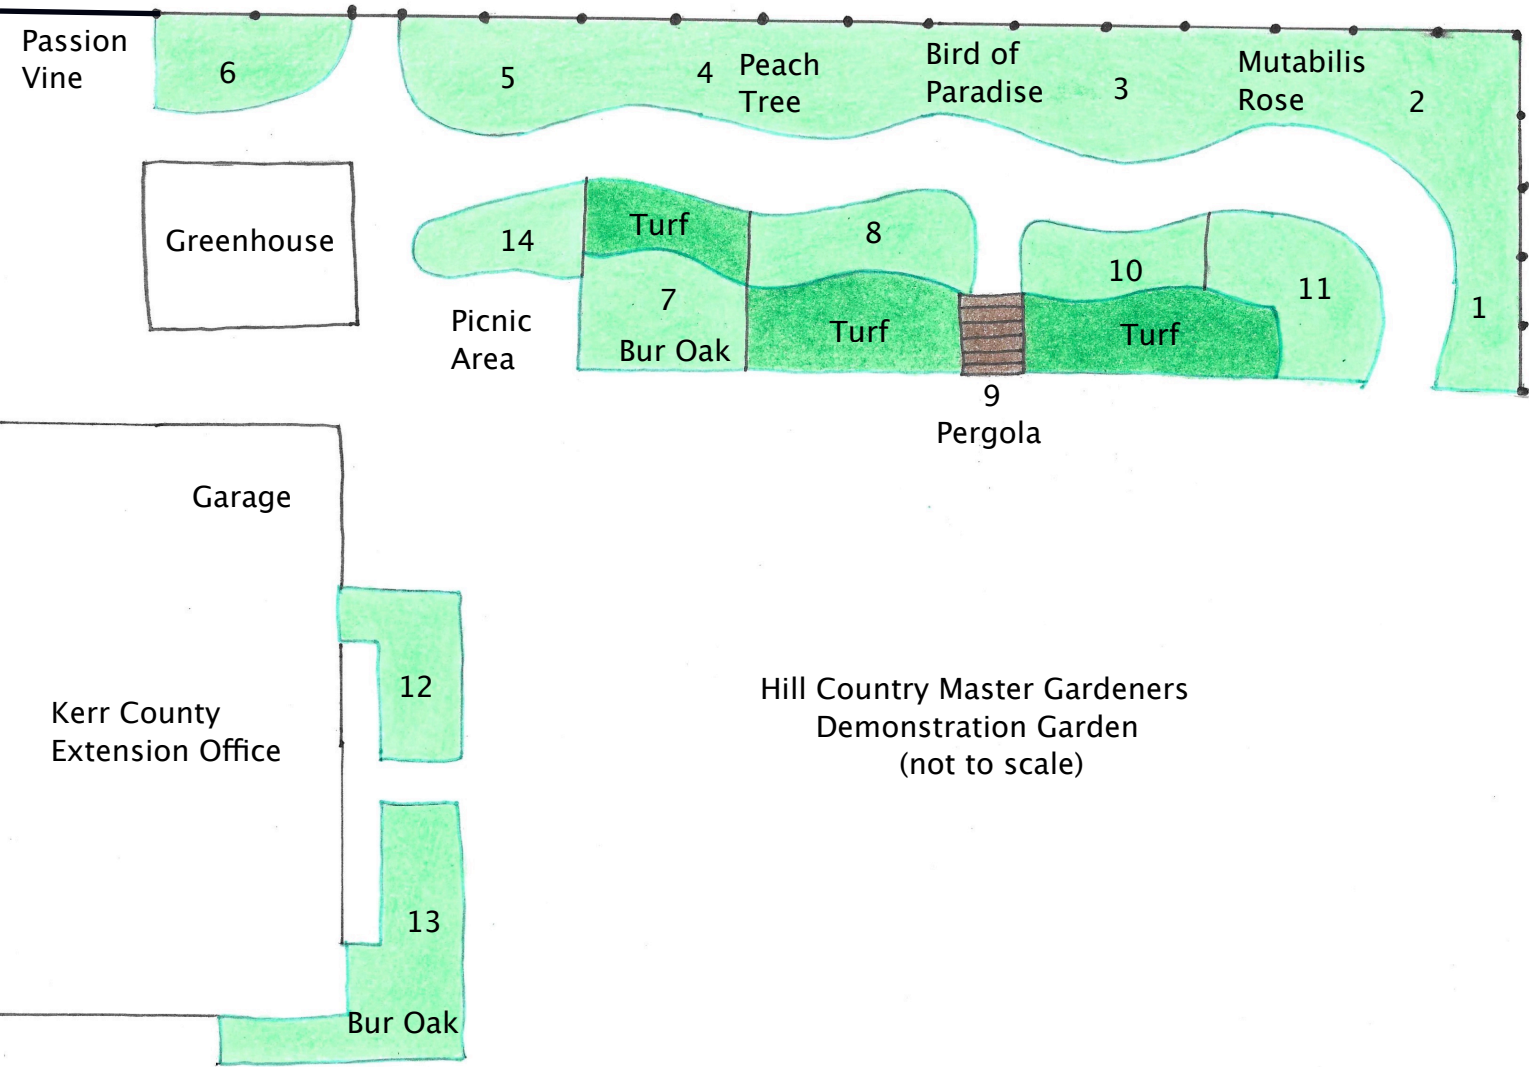 Passion
Vine
6
5
4
Peach
Tree
Bird of
Paradise
3
Mutabilis
Rose
2
Greenhouse
14
Turf
8
10
11
1
7
Bur Oak
Turf
Turf
Picnic
Area
9
Pergola
Garage
12
Kerr County
Extension Office
Hill Country Master Gardeners
Demonstration Garden
(not to scale)
13
Bur Oak